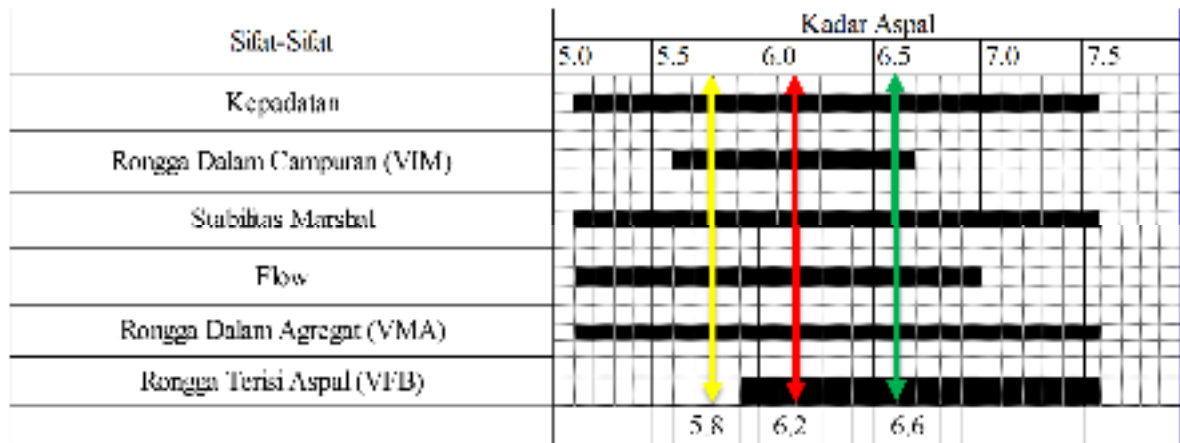 Sifat-Sifat
Kadar Aspal
5.0 5.5 6.0 6.5 7.0 7.5
Kepadatan
Rongga Dalam Campuran (VIM)
Stabilitas Marshal
Flow
Rongga Dalam Agregat (VMA)
Rongga Terisi Aspal (VFB)
5,8 6,2 6,6